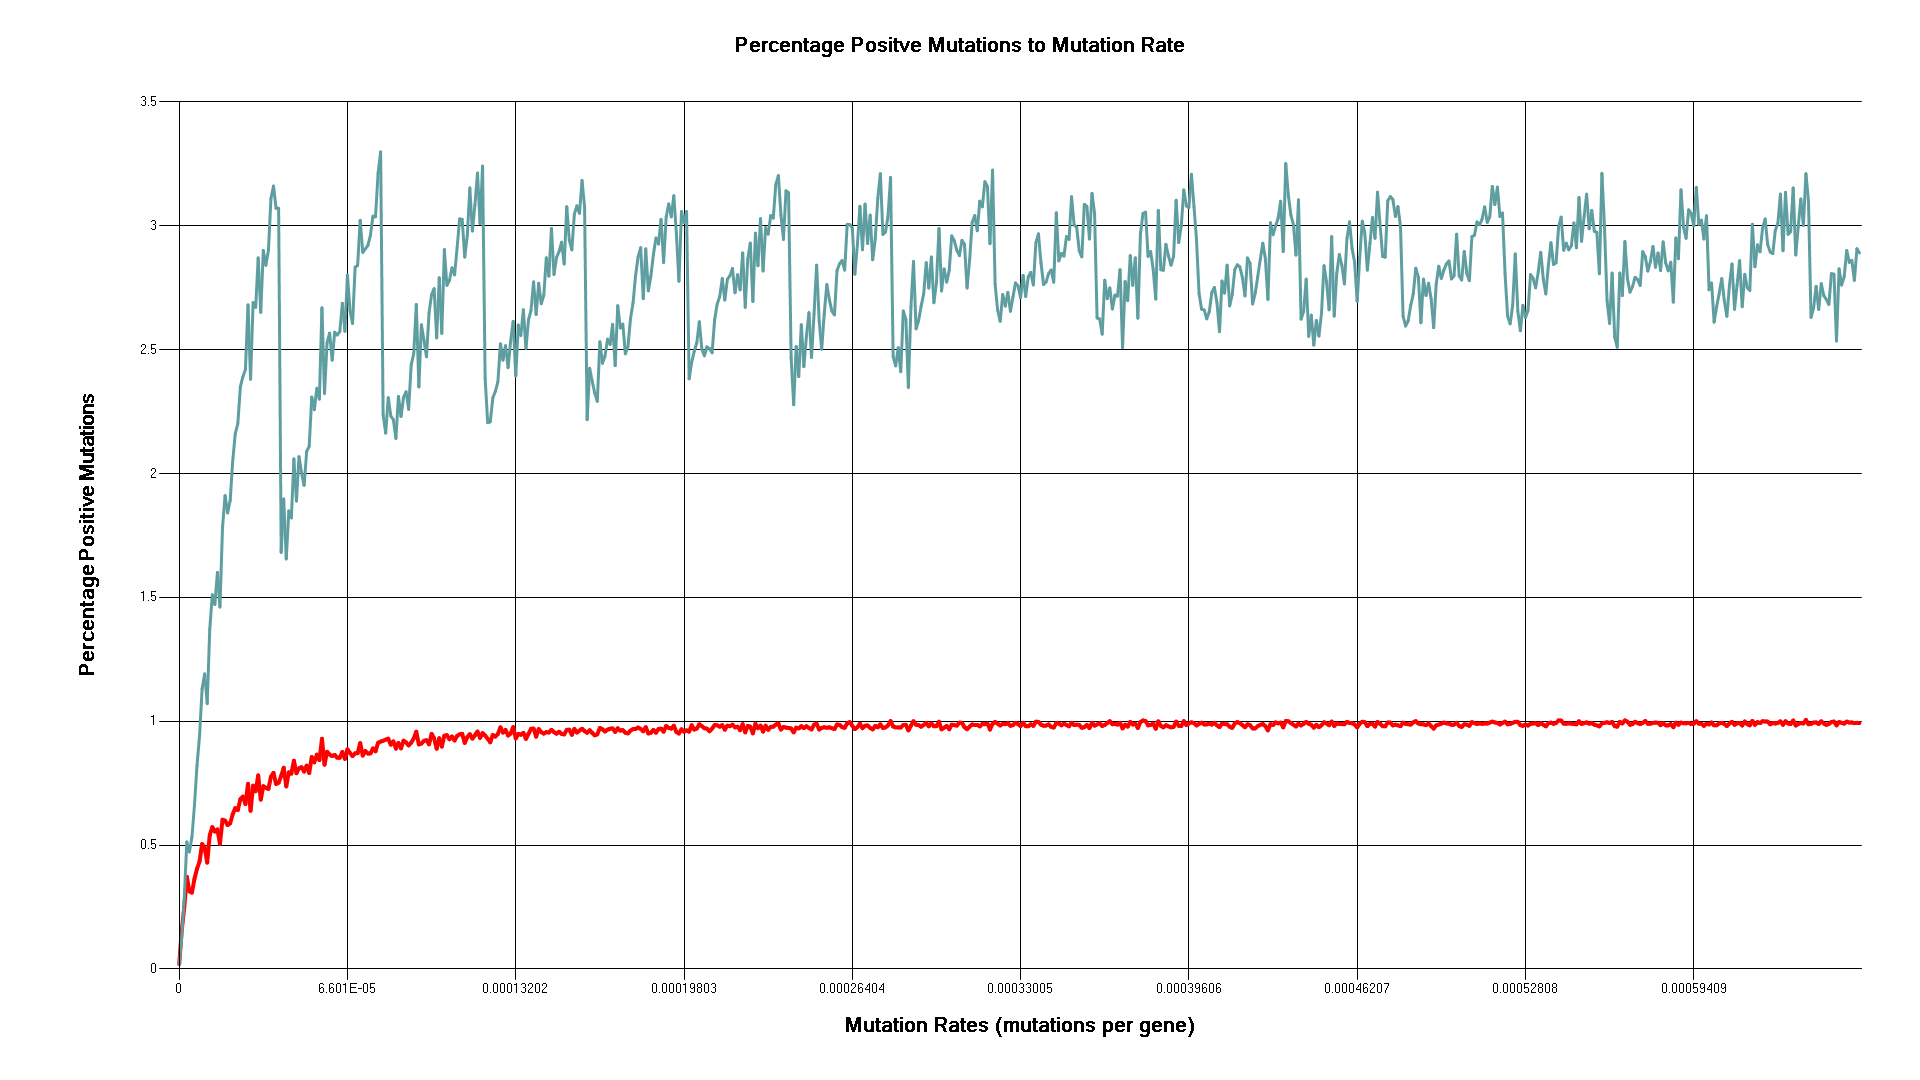 Percentage Positve Mutations to Mutation Rate
3.5
3
2.5
2
1.5
1
0.5
0
Percentage Positive Mutations
0 6.601E-05 0.00013202 0.00019803 0.00026404 0.00033005 0.00039606 0.00046207 0.00052808 0.00059409
Mutation Rates (mutations per gene)